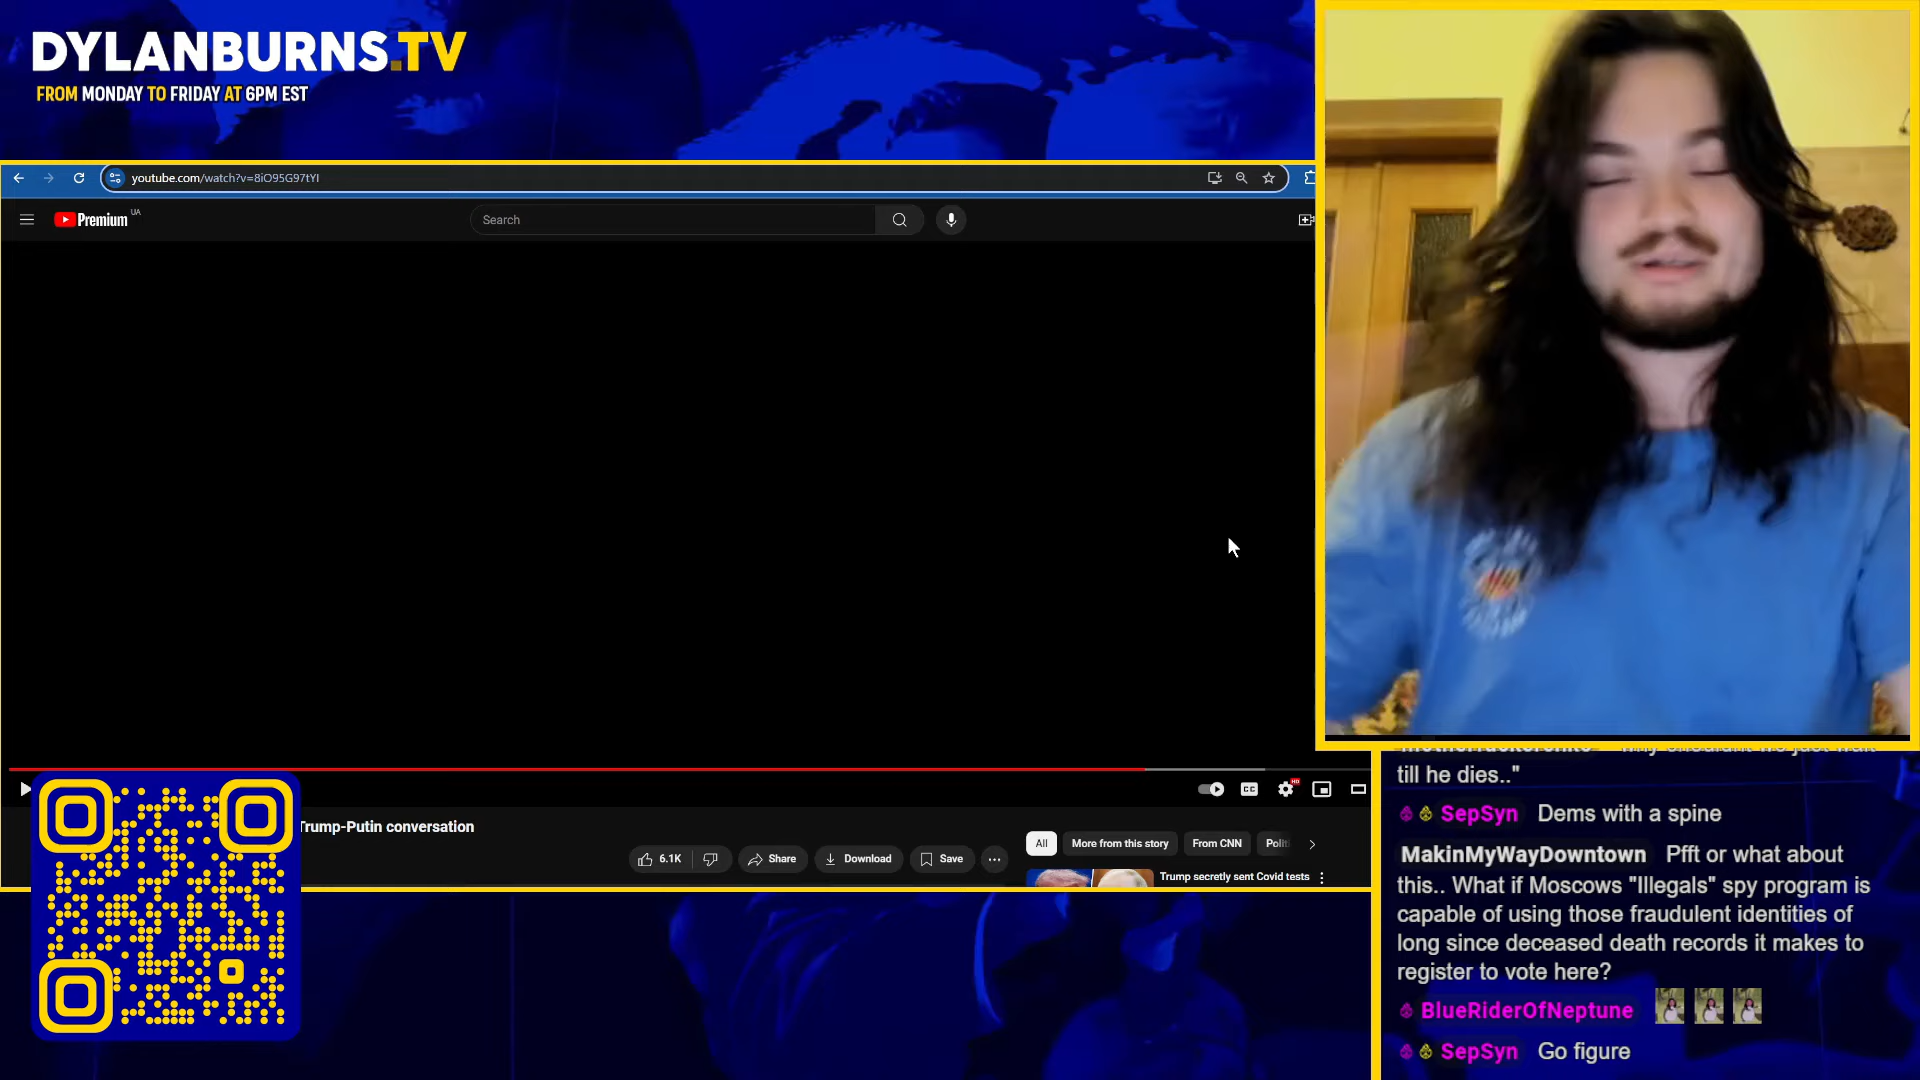 DYLANBURNS.TV
FROM MONDAY TO FRIDAY AT 6PM EST
youtube.com/watch?v=8iO95G97tYI
Premium UA
Search
CC
HD
Trump-Putin conversation
6.1K
Share
Download
Save
All
More from this story
From CNN
Trump secretly sent Covid tests
till he dies.."
SepSyn Dems with a spine
MakinMyWayDowntown Pfft or what about
this.. What if Moscows "Illegals" spy program is
capable of using those fraudulent identities of
long since deceased death records it makes to
register to vote here?
BlueRiderOfNeptune
SepSyn Go figure